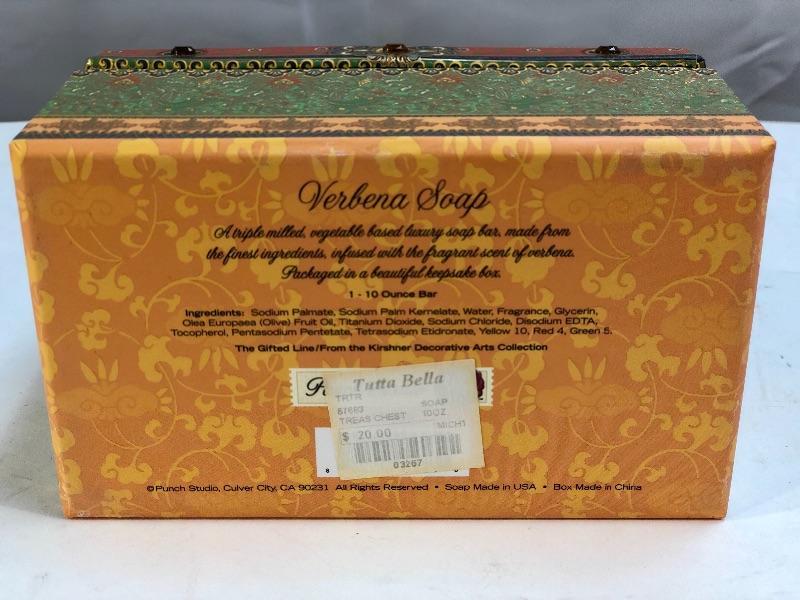 Verbena Soap
A triple milled, vegetable based luxury soap bar, made from
the finest ingredients, infused with the fragrant scent of verbena.
Packaged in a beautiful keepsake box.
1 - 10 Ounce Bar
Ingredients: Sodium Palmate, Sodium Palm Kernelate, Water, Fragrance, Glycerin,
Olea Europaea (Olive) Fruit Oil, Titanium Dioxide, Sodium Chloride, Disodium EDTA,
Tocopherol, Pentasodium Pentetate, Tetrasodium Etidronate, Yellow 10, Red 4, Green 5.
The Gifted Line/From the Kirshner Decorative Arts Collection
Tutta Bella
TRTR
67693 SOAP
TREAS CHEST 10OZ
$ 20.00 MICH1
03267
©Punch Studio, Culver City, CA 90231 All Rights Reserved • Soap Made in USA • Box Made in China